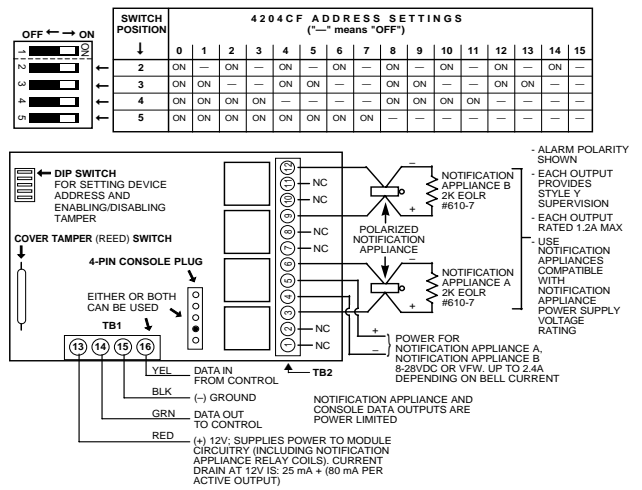 OFF ← → ON
ON
1
2
3
4
5
SWITCH POSITION ↓
4204CF ADDRESS SETTINGS
("—" means "OFF")
0 1 2 3 4 5 6 7 8 9 10 11 12 13 14 15
2 ON — ON — ON — ON — ON — ON — ON — ON —
3 ON ON — — ON ON — — ON ON — — ON ON — —
4 ON ON ON ON — — — — ON ON ON ON — — — —
5 ON ON ON ON ON ON ON ON — — — — — — — —
DIP SWITCH
FOR SETTING DEVICE
ADDRESS AND
ENABLING/DISABLING
TAMPER
COVER TAMPER (REED) SWITCH
4-PIN CONSOLE PLUG
EITHER OR BOTH
CAN BE USED
TB1
13 14 15 16
12
11 NC
10 NC
9
8 NC
7 NC
6
5
4
3
2 NC
1 NC
TB2
–
+
NOTIFICATION
APPLIANCE B
2K EOLR
#610-7
POLARIZED
NOTIFICATION
APPLIANCE
–
+
NOTIFICATION
APPLIANCE A
2K EOLR
#610-7
- ALARM POLARITY
SHOWN
- EACH OUTPUT
PROVIDES
STYLE Y
SUPERVISION
- EACH OUTPUT
RATED 1.2A MAX
- USE
NOTIFICATION
APPLIANCES
COMPATIBLE
WITH
NOTIFICATION
APPLIANCE
POWER SUPPLY
VOLTAGE
RATING
+
–
POWER FOR
NOTIFICATION APPLIANCE A,
NOTIFICATION APPLIANCE B
8-28VDC OR VFW. UP TO 2.4A
DEPENDING ON BELL CURRENT
YEL DATA IN
FROM CONTROL
BLK (–) GROUND
GRN DATA OUT
TO CONTROL
RED (+) 12V; SUPPLIES POWER TO MODULE
CIRCUITRY (INCLUDING NOTIFICATION
APPLIANCE RELAY COILS). CURRENT
DRAIN AT 12V IS: 25 mA + (80 mA PER
ACTIVE OUTPUT)
NOTIFICATION APPLIANCE AND
CONSOLE DATA OUTPUTS ARE
POWER LIMITED